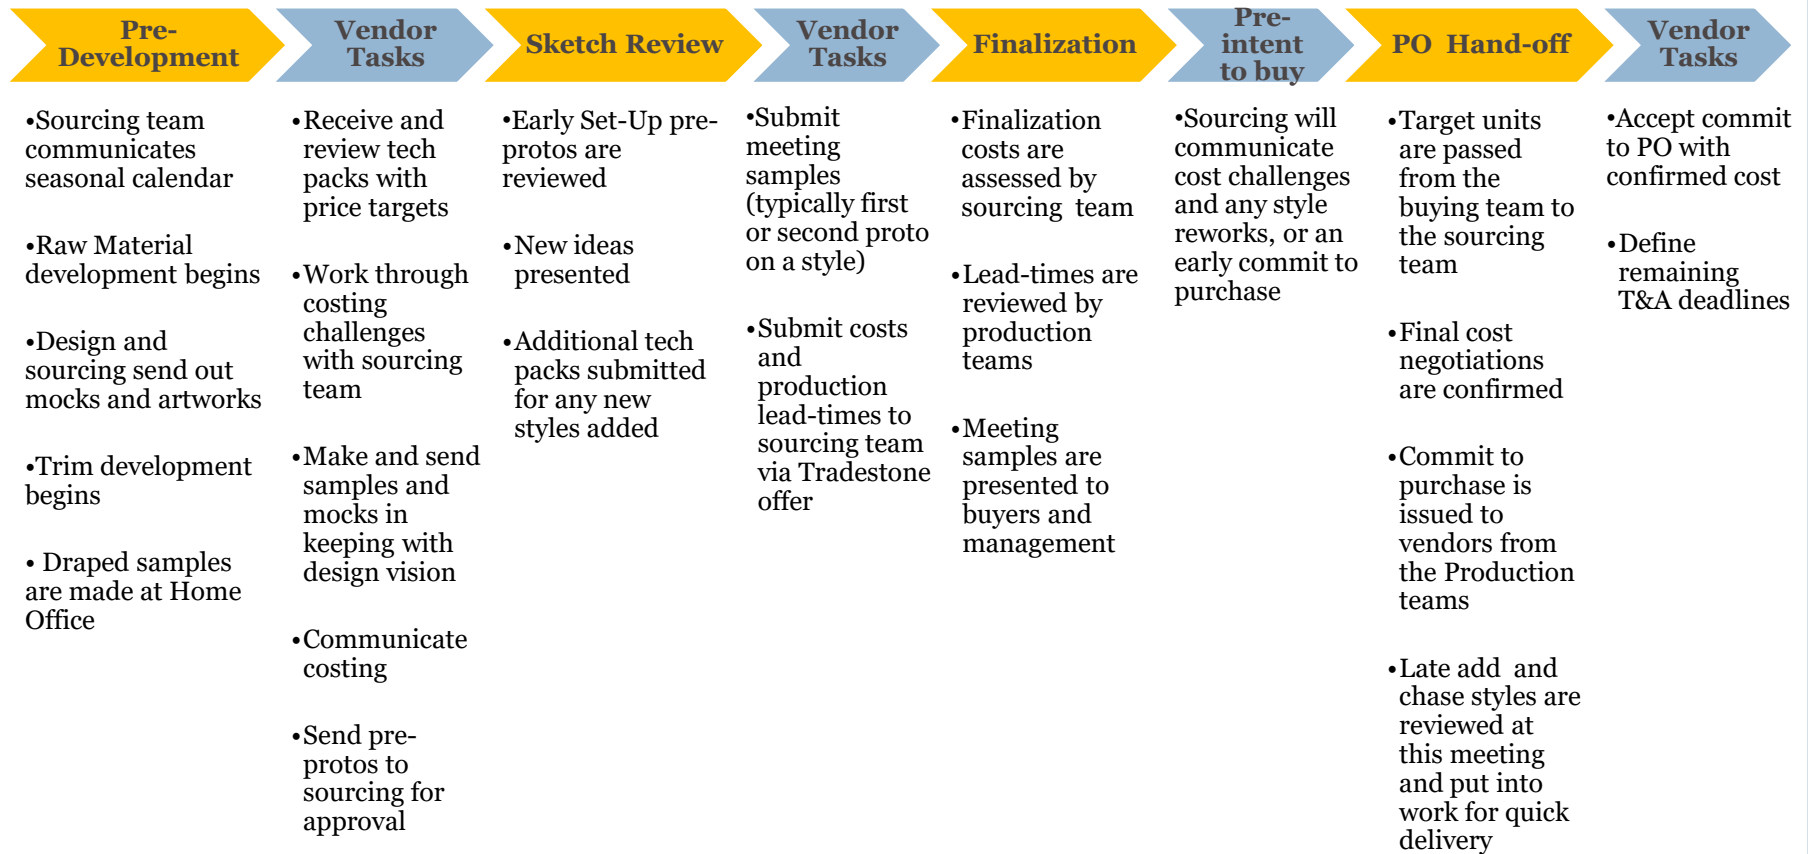 Pre-
Development
Vendor
Tasks
Sketch Review
Vendor
Tasks
Finalization
Pre-
intent
to buy
PO  Hand-off
Vendor
Tasks
•Sourcing team
communicates
seasonal calendar
•Raw Material
development begins
•Design and
sourcing send out
mocks and artworks
•Trim development
begins
• Draped samples
are made at Home
Office
•Receive and
review tech
packs with
price targets
•Work through
costing
challenges
with sourcing
team
•Make and send
samples and
mocks in
keeping with
design vision
•Communicate
costing
•Send pre-
protos to
sourcing for
approval
•Early Set-Up pre-
protos are
reviewed
•New ideas
presented
•Additional tech
packs submitted
for any new
styles added
•Submit
meeting
samples
(typically first
or second proto
on a style)
•Submit costs
and
production
lead-times to
sourcing team
via Tradestone
offer
•Finalization
costs are
assessed by
sourcing  team
•Lead-times are
reviewed by
production
teams
•Meeting
samples are
presented to
buyers and
management
•Sourcing will
communicate
cost challenges
and any style
reworks, or an
early commit to
purchase
•Target units
are passed
from the
buying team to
the sourcing
team
•Final cost
negotiations
are confirmed
•Commit to
purchase is
issued to
vendors from
the Production
teams
•Late add  and
chase styles are
reviewed at
this meeting
and put into
work for quick
delivery
•Accept commit
to PO with
confirmed cost
•Define
remaining
T&A deadlines